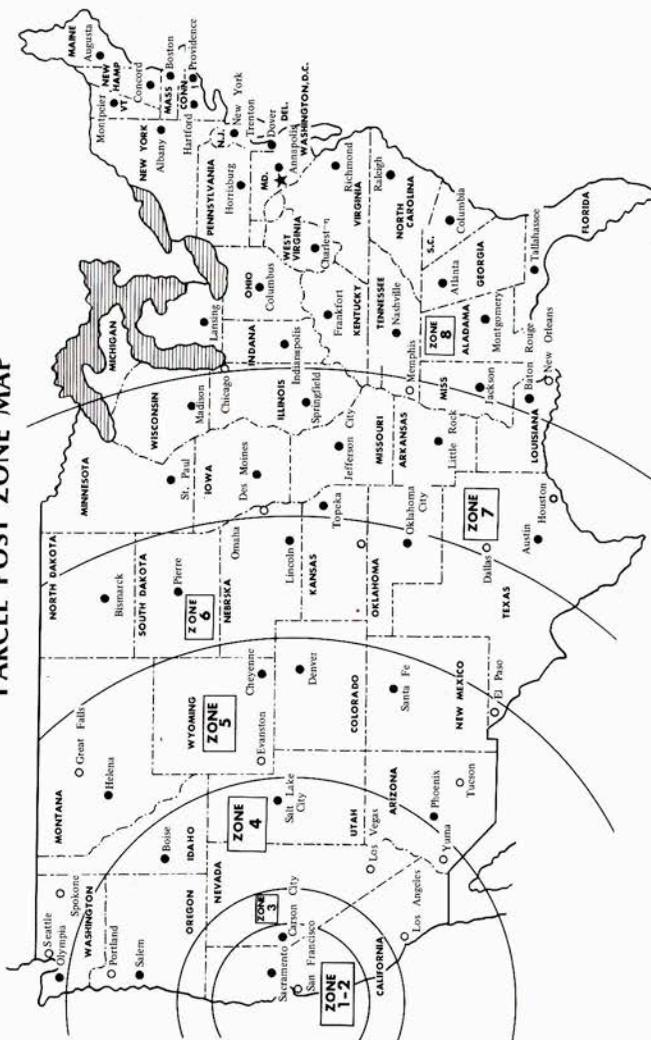 PARCEL POST ZONE MAP
Seattle
Olympia
Spokone
WASHINGTON
Portland
Salem
OREGON
MONTANA
Great Falls
Helena
Boise
IDAHO
NORTH DAKOTA
Bismarck
SOUTH DAKOTA
Pierre
ZONE
6
MINNESOTA
St. Paul
WISCONSIN
Madison
MICHIGAN
Lansing
WYOMING
ZONE
5
Cheyenne
Evanston
NEBRSKA
Omaha
Lincoln
IOWA
Des Moines
Chicago
NEVADA
ZONE
4
Salt Lake
City
UTAH
ZONE
3
Carson City
Sacramento
San Francisco
ZONE
1-2
CALIFORNIA
Los Angeles
Las Vegas
Denver
COLORADO
KANSAS
Topeka
Jefferson City
MISSOURI
ILLINOIS
Springfield
INDIANA
Indianapolis
OHIO
Columbus
ARIZONA
Phoenix
Yuma
Tucson
Santa Fe
NEW MEXICO
El Paso
OKLAHOMA
Oklahoma
City
ARKANSAS
Little Rock
TEXAS
Dallas
ZONE
7
Austin
Houston
LOUISIANA
Baton Rouge
New Orleans
MISS
Jackson
ALADAMA
Montgomery
ZONE
8
Memphis
TENNESSEE
Nashville
KENTUCKY
Frankfort
WEST
VIRGINIA
Charlesten
VIRGINIA
Richmond
NORTH
CAROLINA
Raleigh
S.C.
Columbia
GEORGIA
Atlanta
FLORIDA
Tallahassee
PENNSYLVANIA
Horrisburg
MD.
Annapolis
WASHINGTON,D.C.
DEL.
Dover
N.J.
Trenton
New York
NEW YORK
Albany
CONN
Hartford
Providence
MASS
Boston
VT.
Montpeier
NEW
HAMP
Concord
MAINE
Augusta